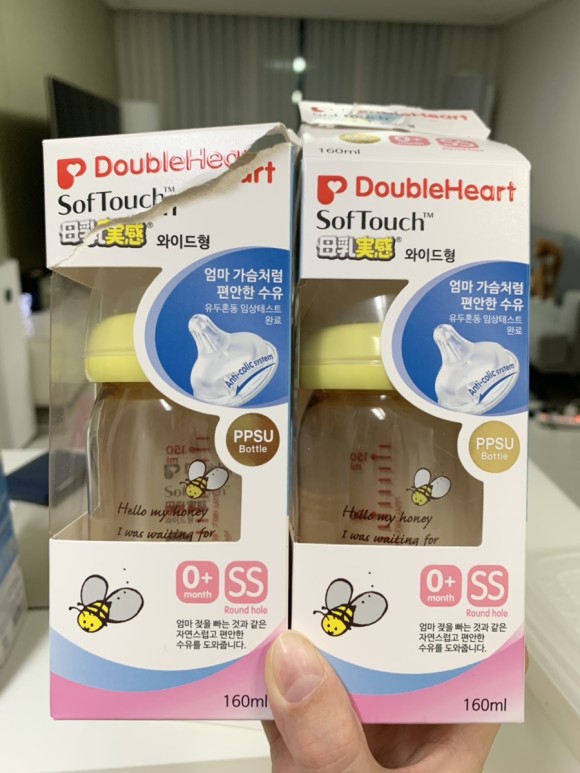 DoubleHeart
SofTouch™
母乳実感®
와이드형
엄마 가슴처럼
편안한 수유
유두혼동 임상테스트
완료
Anti-colic system
PPSU
Bottle
150
ml
SofTouch
Hello my honey
I was waiting for
0+
month
SS
Round hole
엄마 젖을 빠는 것과 같은
자연스럽고 편안한
수유를 도와줍니다.
160ml
DoubleHeart
160ml
SS
DoubleHeart
SofTouch™
母乳実感®
와이드형
엄마 가슴처럼
편안한 수유
유두혼동 임상테스트
완료
Anti-colic system
PPSU
Bottle
150
ml
Hello my honey
I was waiting for
0+
month
SS
Round hole
엄마 젖을 빠는 것과 같은
자연스럽고 편안한
수유를 도와줍니다.
160ml